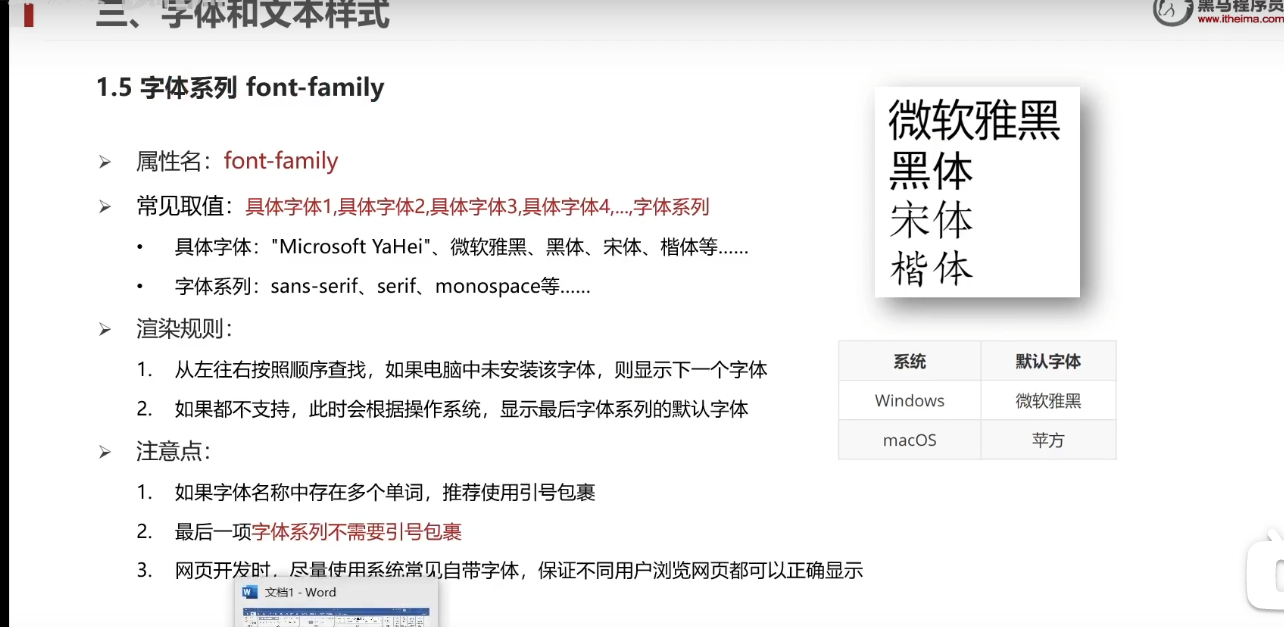 三、字体和文本样式
黑马程序员
www.itheima.com
1.5 字体系列 font-family
属性名：font-family
常见取值：具体字体1,具体字体2,具体字体3,具体字体4,...,字体系列
• 具体字体："Microsoft YaHei"、微软雅黑、黑体、宋体、楷体等......
• 字体系列：sans-serif、serif、monospace等......
渲染规则：
1. 从左往右按照顺序查找，如果电脑中未安装该字体，则显示下一个字体
2. 如果都不支持，此时会根据操作系统，显示最后字体系列的默认字体
注意点：
1. 如果字体名称中存在多个单词，推荐使用引号包裹
2. 最后一项字体系列不需要引号包裹
3. 网页开发时，尽量使用系统常见自带字体，保证不同用户浏览网页都可以正确显示
微软雅黑
黑体
宋体
楷体
系统 默认字体
Windows 微软雅黑
macOS 苹方
文档1 - Word